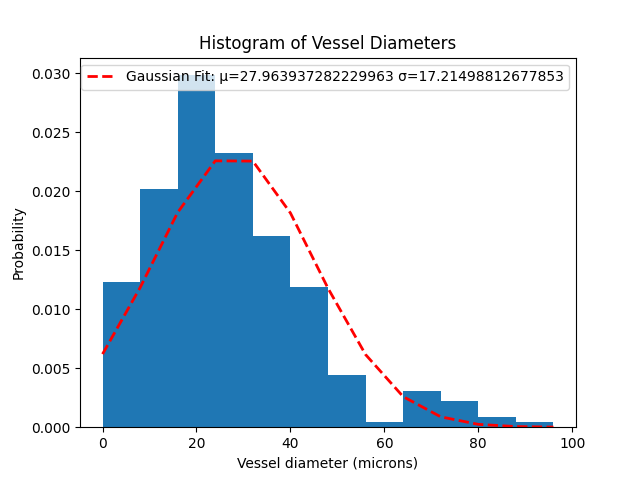 Histogram of Vessel Diameters
Gaussian Fit: μ=27.963937282229963 σ=17.21498812677853
0.030
0.025
0.020
0.015
0.010
0.005
0.000
Probability
0 20 40 60 80 100
Vessel diameter (microns)